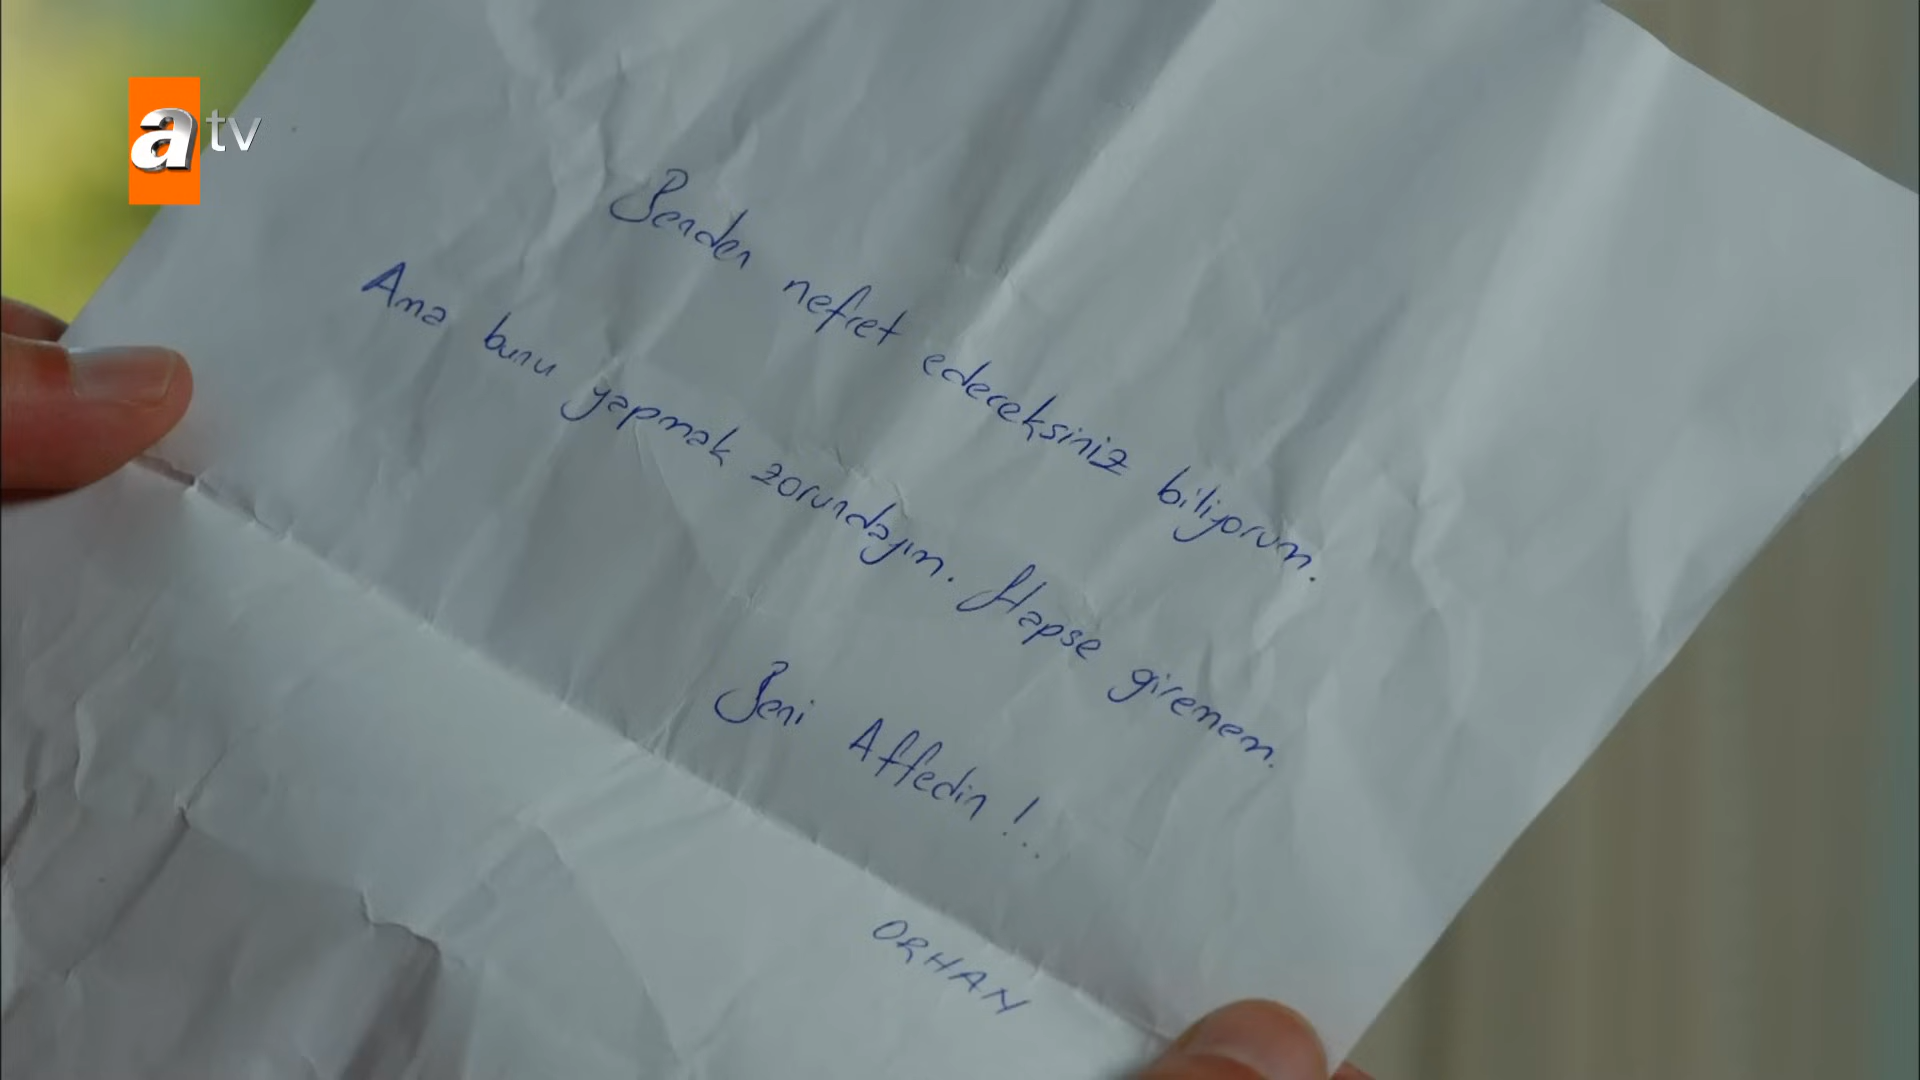 atv
Benden nefret edeceksiniz biliyorum.
Ama bunu yapmak zorundayım. Hapse giremem.
Beni Affedin !..
ORHAN